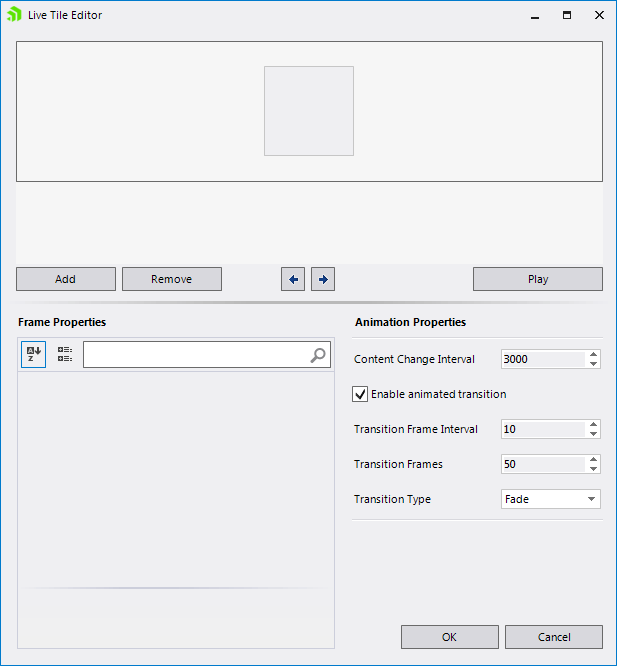 Live Tile Editor
Add Remove Play
Frame Properties
A
Z
Animation Properties
Content Change Interval 3000
Enable animated transition
Transition Frame Interval 10
Transition Frames 50
Transition Type Fade
OK Cancel